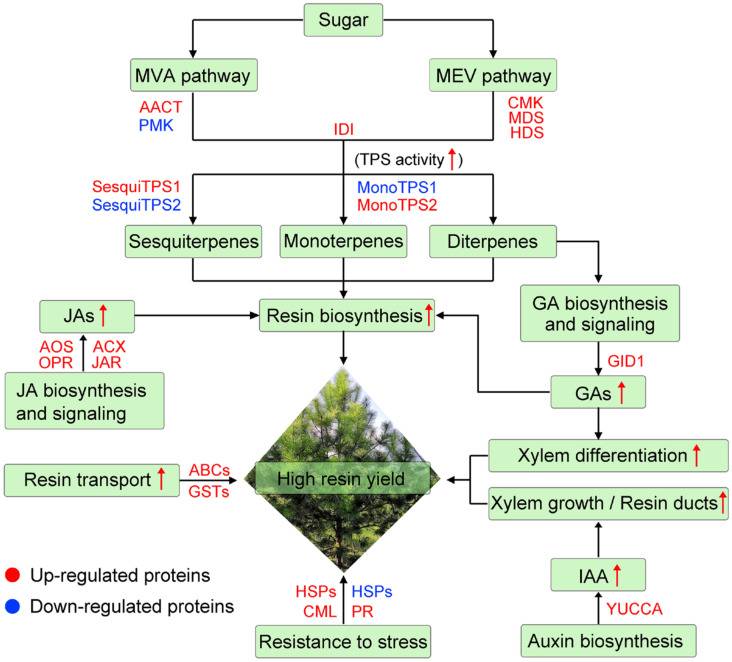 Sugar
MVA pathway
MEV pathway
AACT
PMK
CMK
MDS
HDS
IDI
(TPS activity ↑)
SesquiTPS1
SesquiTPS2
MonoTPS1
MonoTPS2
Sesquiterpenes
Monoterpenes
Diterpenes
JAs ↑
Resin biosynthesis ↑
GA biosynthesis
and signaling
AOS ACX
OPR JAR
GID1
JA biosynthesis
and signaling
GAs ↑
Xylem differentiation ↑
Resin transport ↑
ABCs
GSTs
High resin yield
Xylem growth / Resin ducts ↑
Up-regulated proteins
Down-regulated proteins
HSPs HSPs
CML PR
IAA ↑
YUCCA
Resistance to stress
Auxin biosynthesis